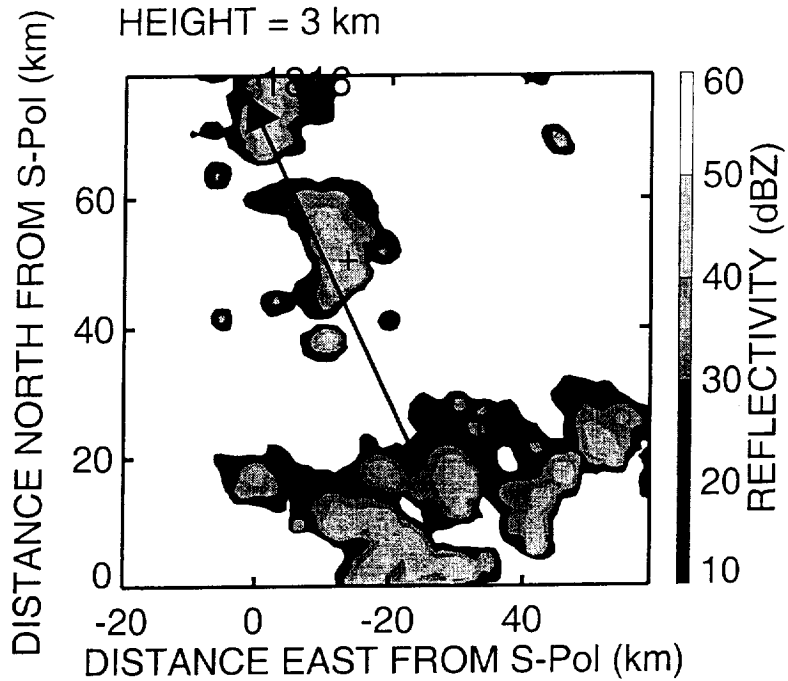 HEIGHT = 3 km
1818
60
40
20
0
-20 0 -20 40
DISTANCE EAST FROM S-Pol (km)
DISTANCE NORTH FROM S-Pol (km)
60
50
40
30
20
10
REFLECTIVITY (dBZ)